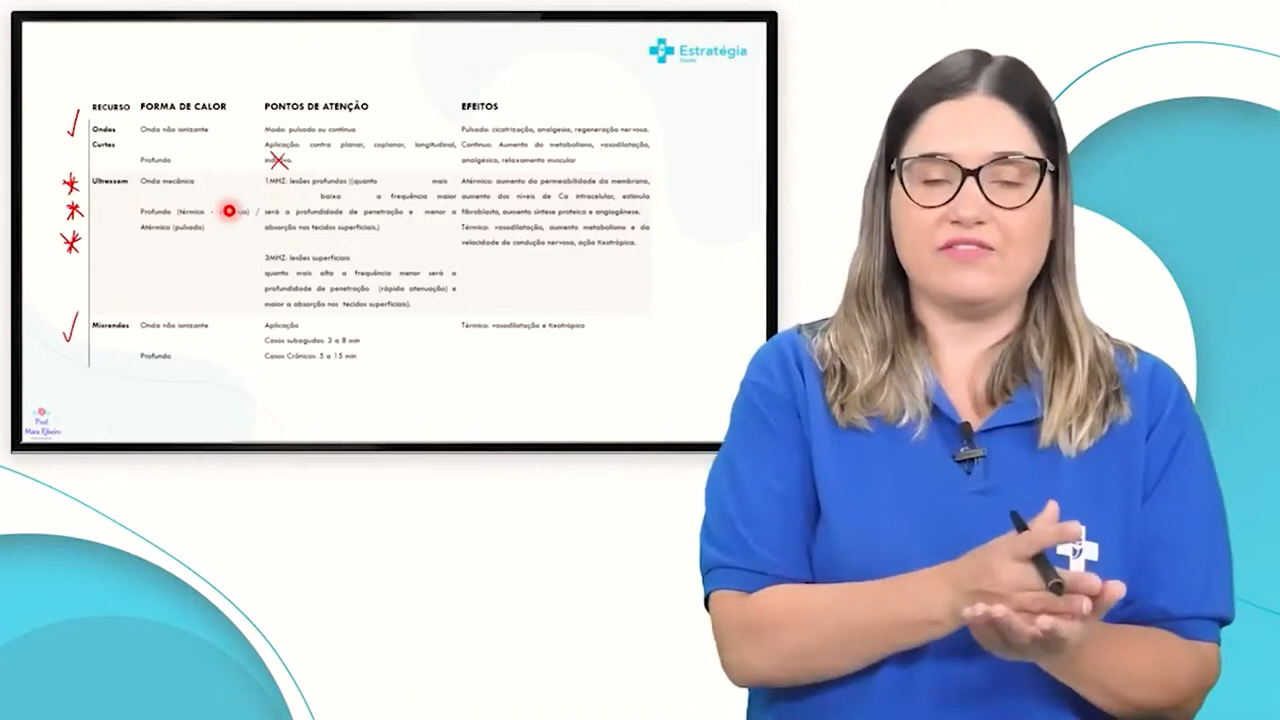 Estratégia
Saúde
RECURSO FORMA DE CALOR PONTOS DE ATENÇÃO EFEITOS
Ondas Onda não ionizante Modo: pulsado ou contínuo Pulsado: cicatrização, analgesia, regeneração nervosa.
Curtas Aplicação: contra planar, coplanar, longitudinal, Contínuo: Aumento do metabolismo, vasodilatação,
Profundo analgésico, relaxamento muscular
Ultrassom Onda mecânica 1MHZ: lesões profundas ((quanto mais Atérmico: aumento da permeabilidade da membrana,
baixa a frequência maior aumento dos níveis de Ca intracelular, estimula
Profundo (térmico - / será a profundidade de penetração e menor a fibroblasto, aumento síntese proteica e angiogênese.
Atérmico (pulsado) absorção nos tecidos superficiais,) Térmico: vasodilatação, aumento metabolismo e da
velocidade da condução nervosa, ação tixotrópica.
3MHZ: lesões superficiais
quanto mais alta a frequência menor será a
profundidade de penetração (rápida atenuação) e
maior a absorção nos tecidos superficiais).
Microndas Onda não ionizante Aplicação Térmico: vasodilatação e tixotrópico
Casos subagudos: 3 a 8 min
Profundo Casos Crônicos: 5 a 15 min
Prof.
Mara Ribeiro